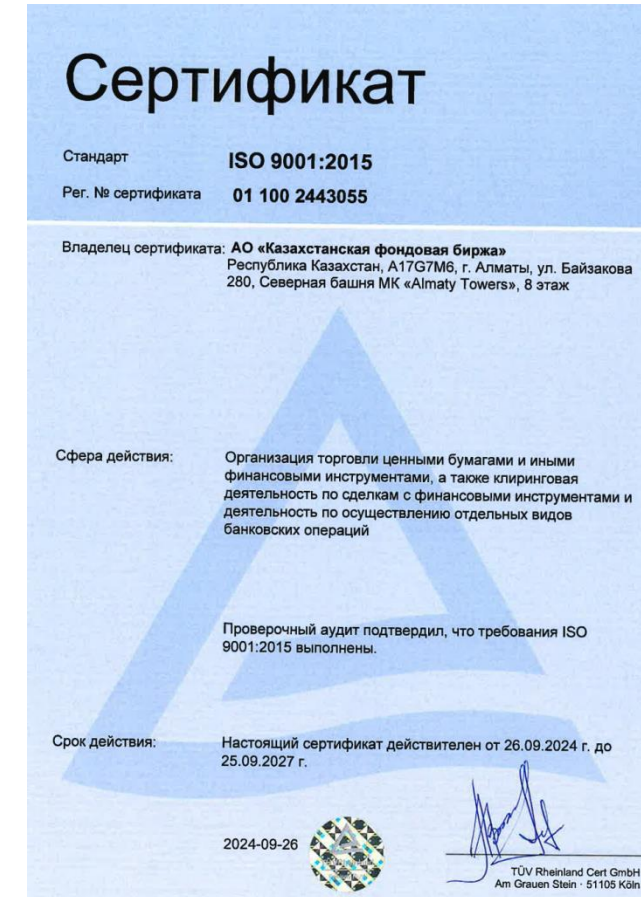 Сертификат
Стандарт ISO 9001:2015
Рег. № сертификата 01 100 2443055
Владелец сертификата: АО «Казахстанская фондовая биржа»
Республика Казахстан, A17G7M6, г. Алматы, ул. Байзакова
280, Северная башня МК «Almaty Towers», 8 этаж
Сфера действия: Организация торговли ценными бумагами и иными
финансовыми инструментами, а также клиринговая
деятельность по сделкам с финансовыми инструментами и
деятельность по осуществлению отдельных видов
банковских операций
Проверочный аудит подтвердил, что требования ISO
9001:2015 выполнены.
Срок действия: Настоящий сертификат действителен от 26.09.2024 г. до
25.09.2027 г.
2024-09-26
TÜV Rheinland Cert GmbH
Am Grauen Stein · 51105 Köln